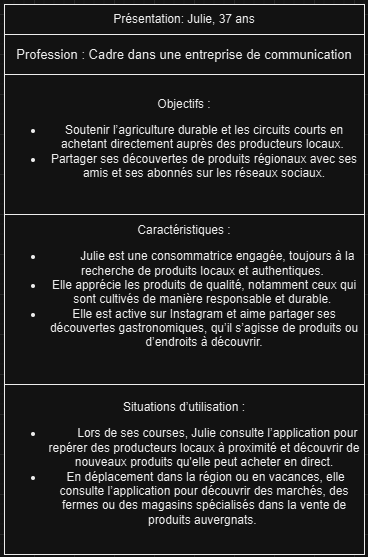 Présentation: Julie, 37 ans
Profession : Cadre dans une entreprise de communication
Objectifs :
• Soutenir l'agriculture durable et les circuits courts en
achetant directement auprès des producteurs locaux.
• Partager ses découvertes de produits régionaux avec ses
amis et ses abonnés sur les réseaux sociaux.
Caractéristiques :
• Julie est une consommatrice engagée, toujours à la
recherche de produits locaux et authentiques.
• Elle apprécie les produits de qualité, notamment ceux qui
sont cultivés de manière responsable et durable.
• Elle est active sur Instagram et aime partager ses
découvertes gastronomiques, qu'il s'agisse de produits ou
d'endroits à découvrir.
Situations d'utilisation :
• Lors de ses courses, Julie consulte l'application pour
repérer des producteurs locaux à proximité et découvrir de
nouveaux produits qu'elle peut acheter en direct.
• En déplacement dans la région ou en vacances, elle
consulte l'application pour découvrir des marchés, des
fermes ou des magasins spécialisés dans la vente de
produits auvergnats.